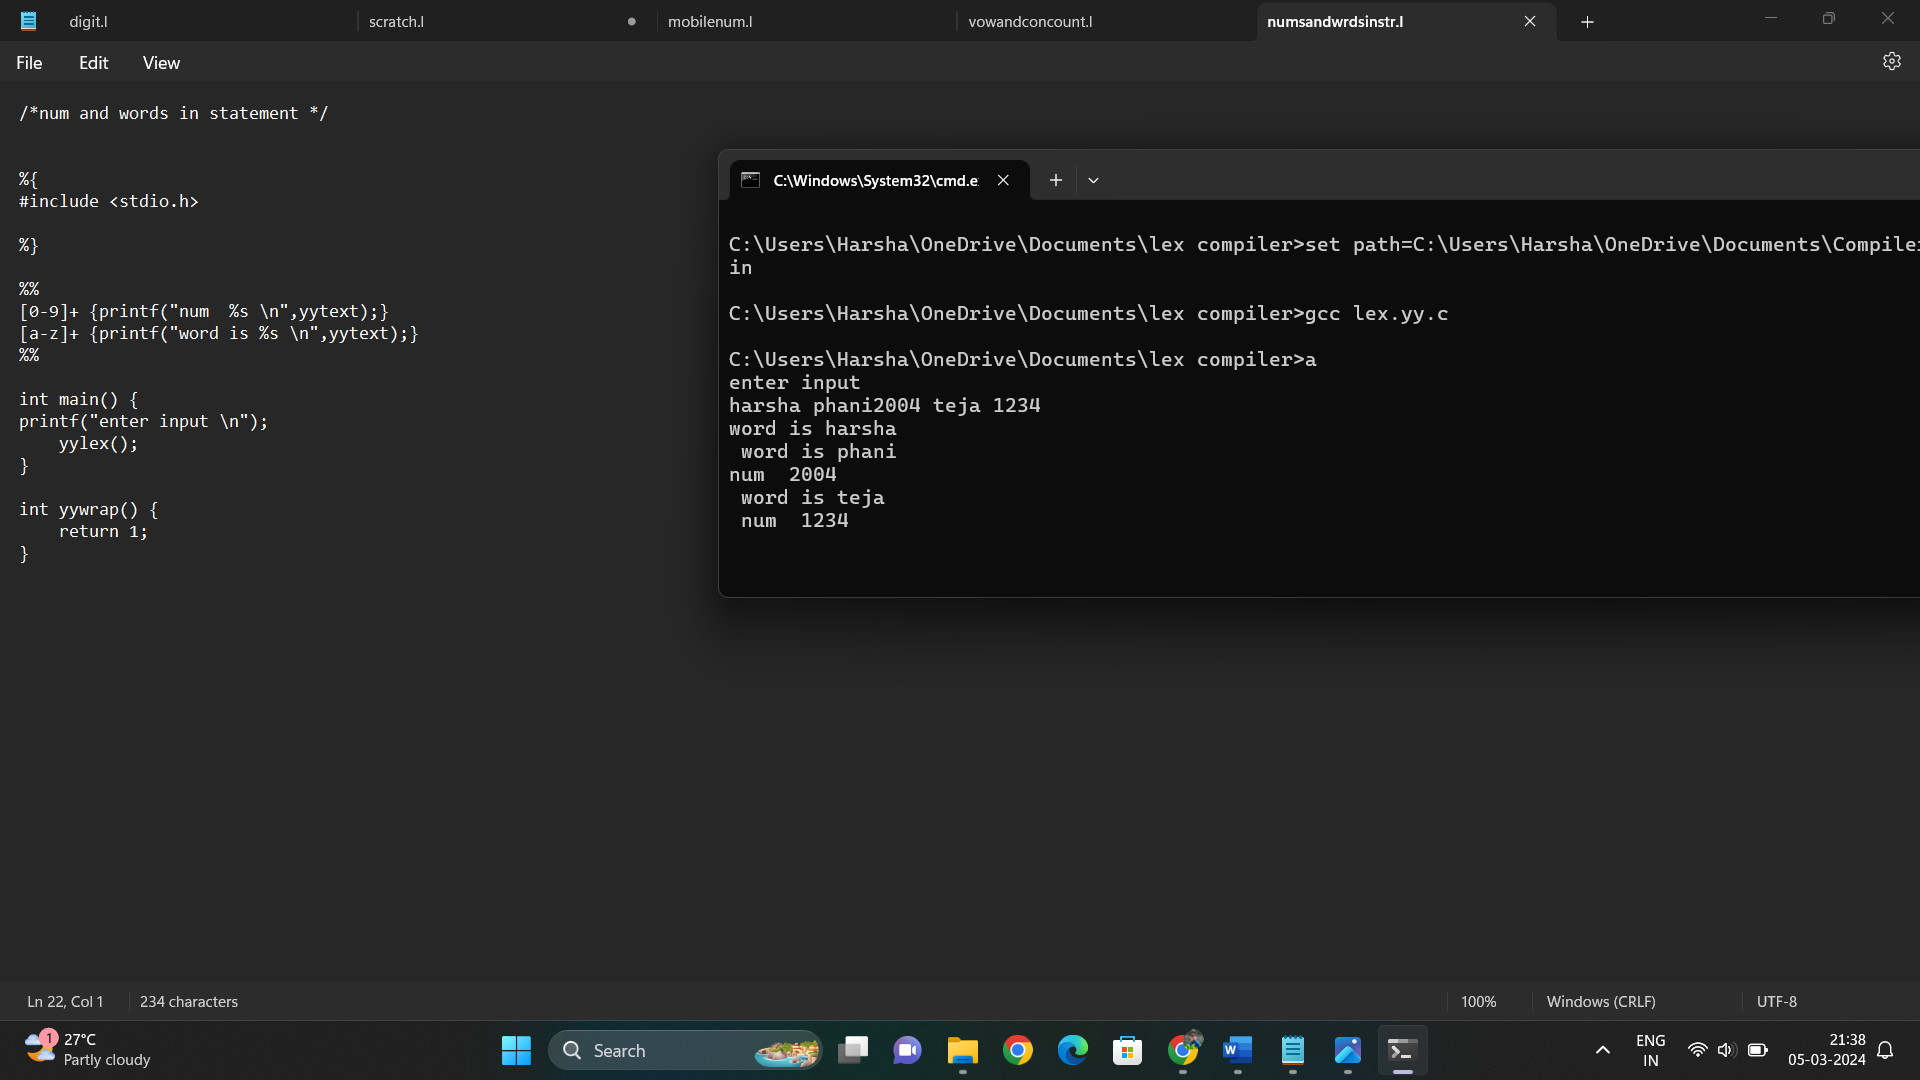 digit.l
scratch.l
mobilenum.l
vowandconcount.l
numsandwrdsinstr.l
File
Edit
View
/*num and words in statement */
%{
#include <stdio.h>
%}
%%
[0-9]+ {printf("num  %s \n",yytext);}
[a-z]+ {printf("word is %s \n",yytext);}
%%
int main() {
printf("enter input \n");
    yylex();
}
int yywrap() {
    return 1;
}
C:\Windows\System32\cmd.e
C:\Users\Harsha\OneDrive\Documents\lex compiler>set path=C:\Users\Harsha\OneDrive\Documents\Compiler
in
C:\Users\Harsha\OneDrive\Documents\lex compiler>gcc lex.yy.c
C:\Users\Harsha\OneDrive\Documents\lex compiler>a
enter input
harsha phani2004 teja 1234
word is harsha
 word is phani
num  2004
 word is teja
 num  1234
Ln 22, Col 1
234 characters
100%
Windows (CRLF)
UTF-8
1
27°C
Partly cloudy
Search
ENG
IN
21:38
05-03-2024